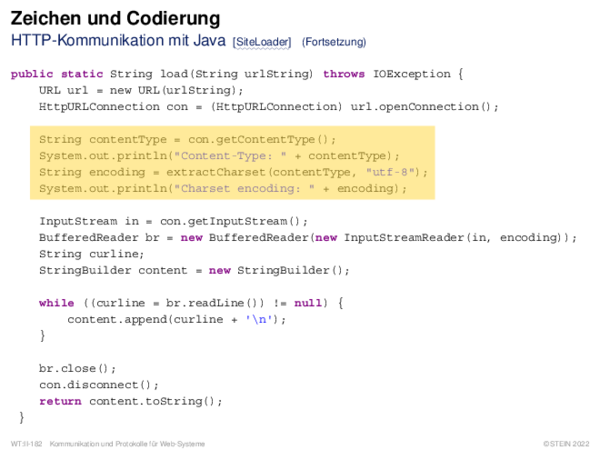 Zeichen und Codierung
HTTP-Kommunikation mit Java [SiteLoader] (Fortsetzung)
public static String load(String urlString) throws IOException {
URL url = new URL(urlString);
HttpURLConnection con = (HttpURLConnection) url.openConnection();
String contentType = con.getContentType();
System.out.println("Content-Type: " + contentType);
String encoding = extractCharset(contentType, "utf-8");
System.out.println("Charset encoding: " + encoding);
InputStream in = con.getInputStream();
BufferedReader br = new BufferedReader(new InputStreamReader(in, encoding));
String curline;
StringBuilder content = new StringBuilder();
while ((curline = br.readLine()) != null) {
content.append(curline + '\n');
}
br.close();
con.disconnect();
return content.toString();
}
WT:II-182 Kommunikation und Protokolle für Web-Systeme ©STEIN 2022